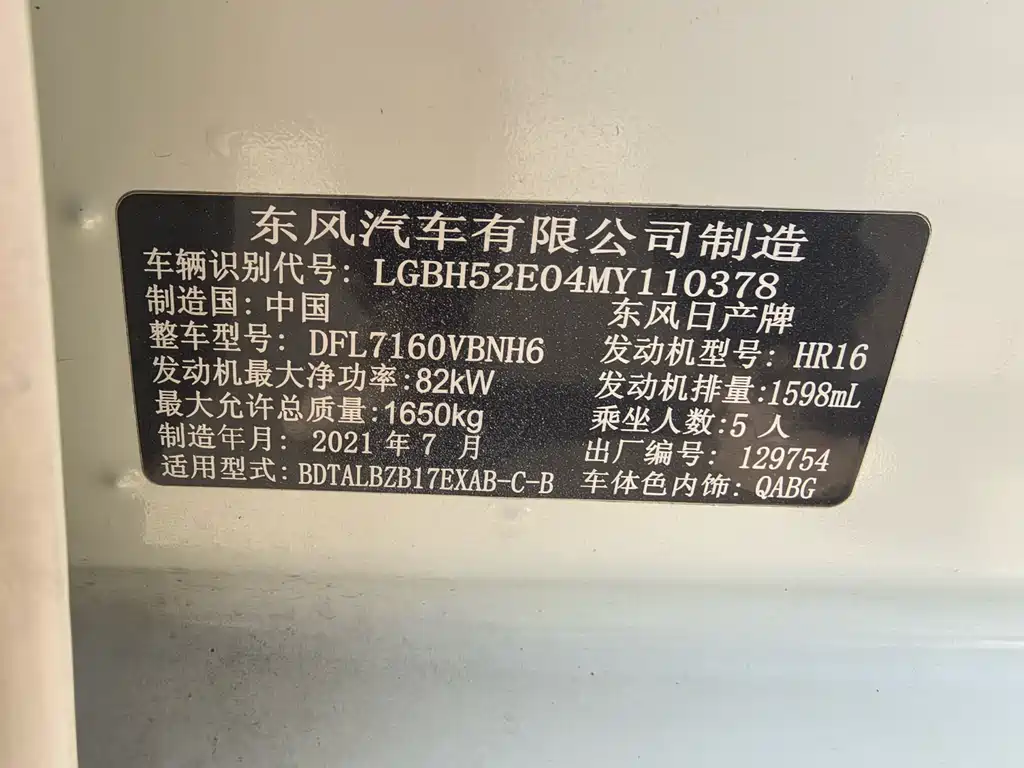 东风汽车有限公司制造
车辆识别代号: LGBH52E04MY110378
制造国: 中国 东风日产牌
整车型号: DFL7160VBNH6 发动机型号: HR16
发动机最大净功率:82kW 发动机排量:1598mL
最大允许总质量:1650kg 乘坐人数:5 人
制造年月: 2021 年 7 月 出厂编号: 129754
适用型式: BDTALBZB17EXAB-C-B 车体色内饰: QABG